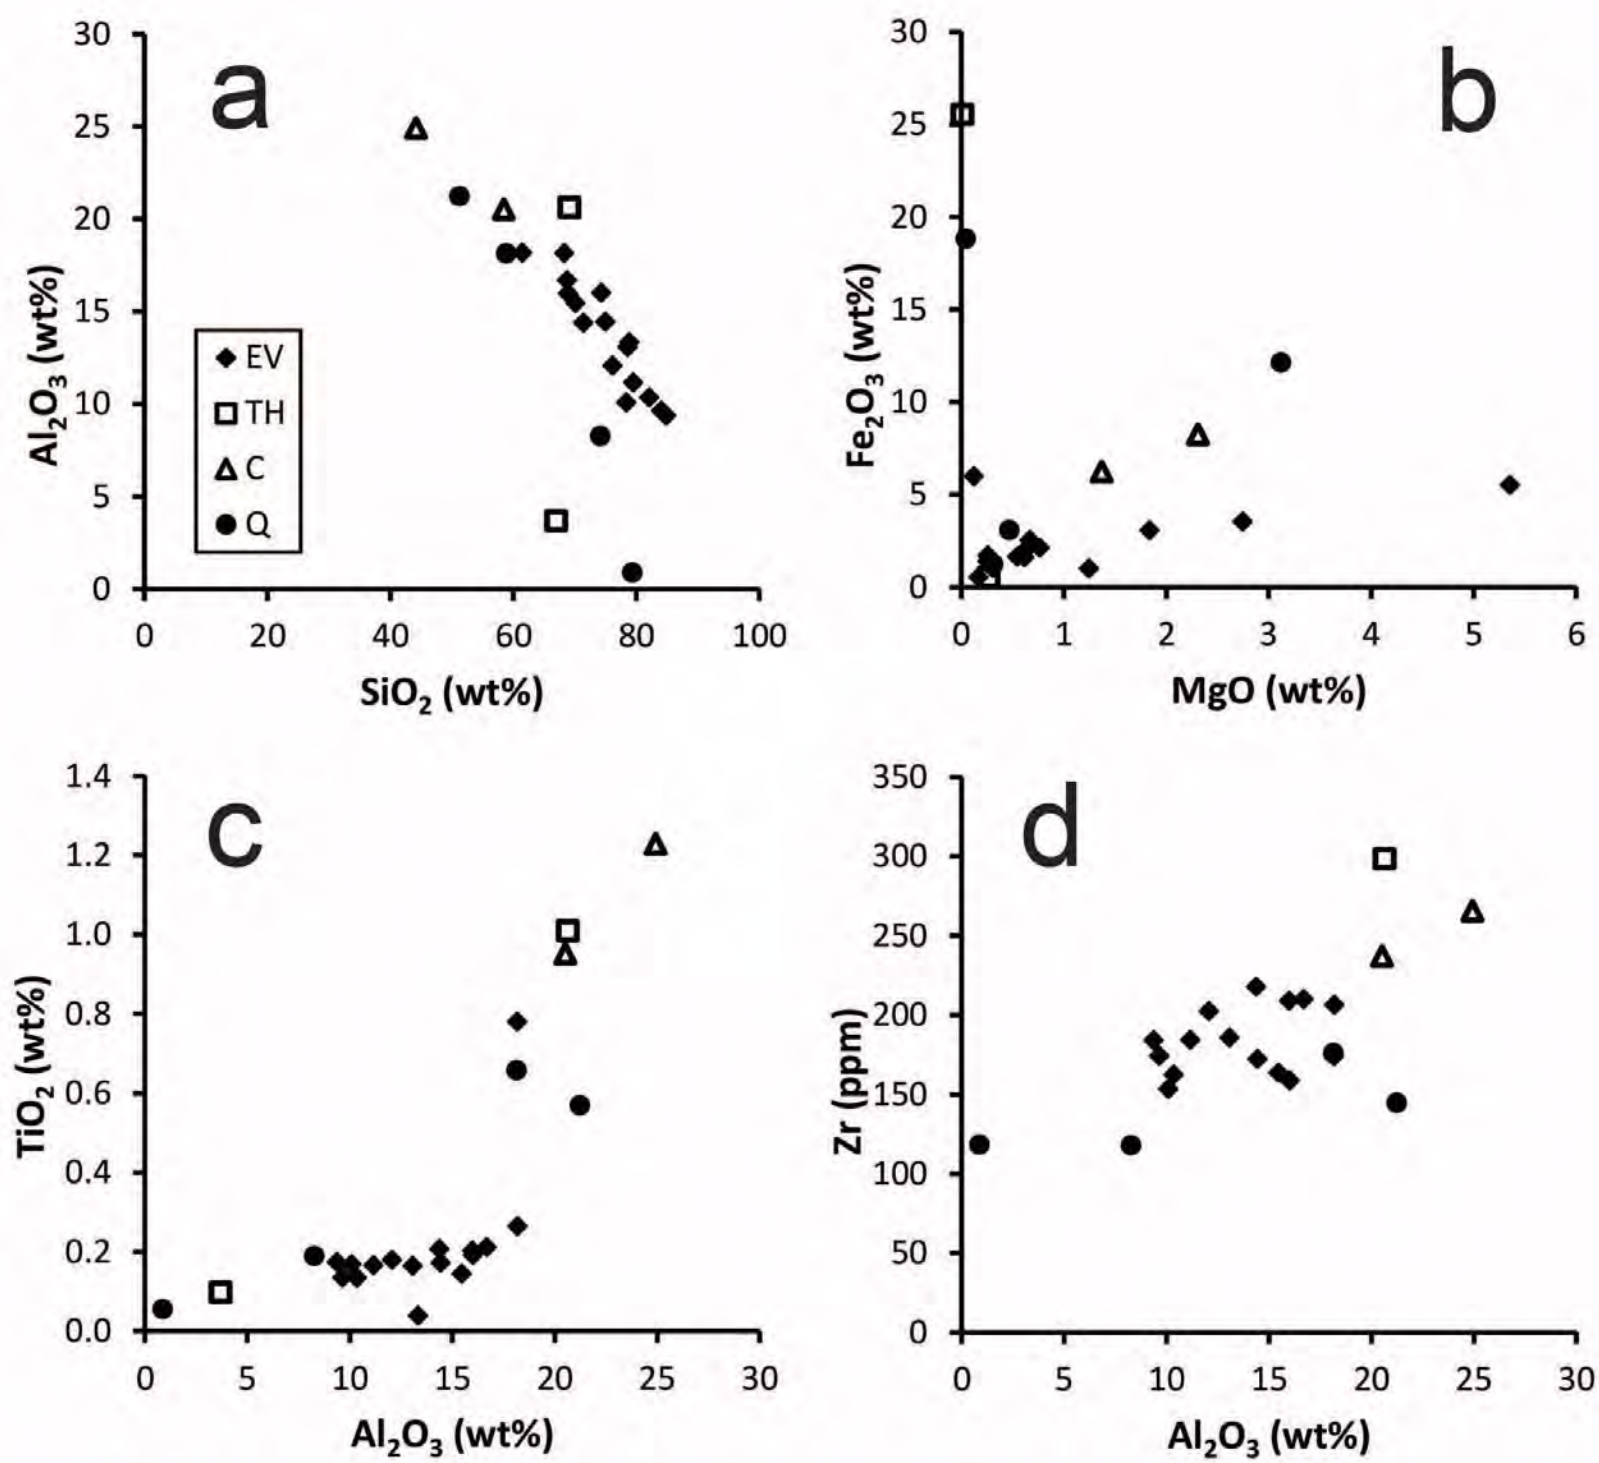 a
30
25
20
15
10
5
0
0 20 40 60 80 100
Al₂O₃ (wt%)
SiO₂ (wt%)
EV
TH
C
Q
b
30
25
20
15
10
5
0
0 1 2 3 4 5 6
Fe₂O₃ (wt%)
MgO (wt%)
c
1.4
1.2
1.0
0.8
0.6
0.4
0.2
0.0
0 5 10 15 20 25 30
TiO₂ (wt%)
Al₂O₃ (wt%)
d
350
300
250
200
150
100
50
0
0 5 10 15 20 25 30
Zr (ppm)
Al₂O₃ (wt%)